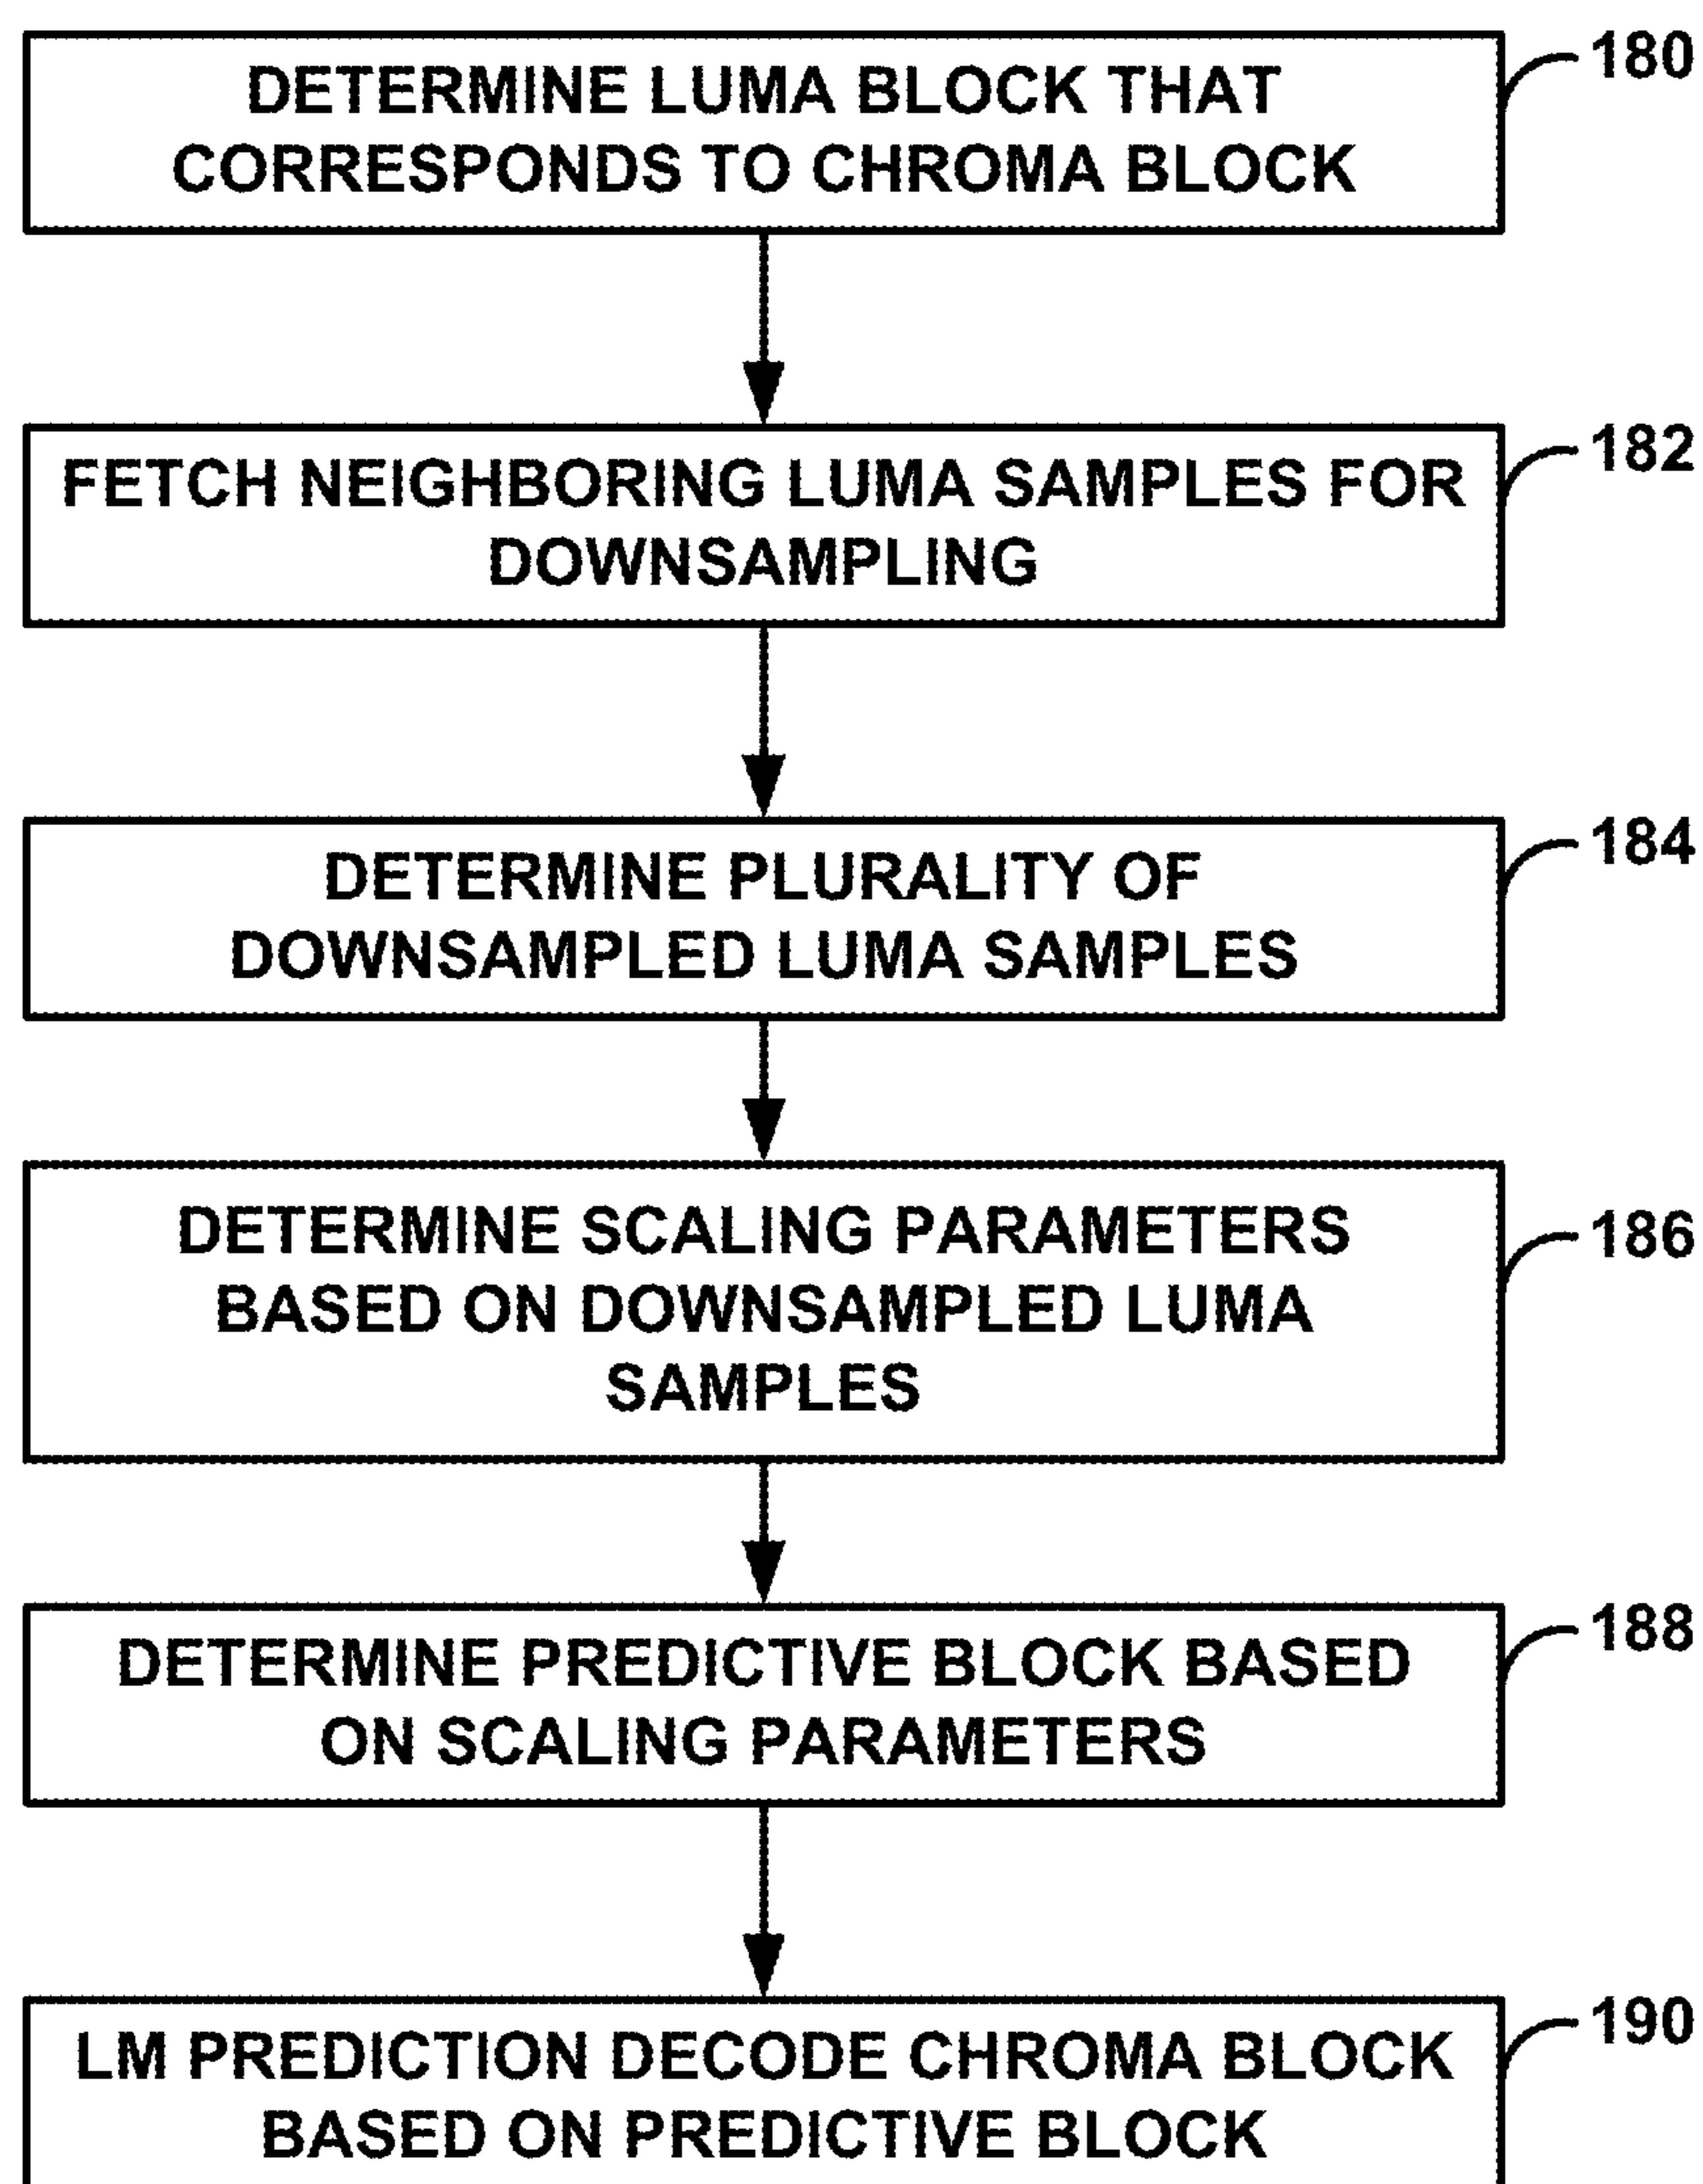 180
DETERMINE LUMA BLOCK THAT
CORRESPONDS TO CHROMA BLOCK
182
FETCH NEIGHBORING LUMA SAMPLES FOR
DOWNSAMPLING
184
DETERMINE PLURALITY OF
DOWNSAMPLED LUMA SAMPLES
186
DETERMINE SCALING PARAMETERS
BASED ON DOWNSAMPLED LUMA
SAMPLES
188
DETERMINE PREDICTIVE BLOCK BASED
ON SCALING PARAMETERS
190
LM PREDICTION DECODE CHROMA BLOCK
BASED ON PREDICTIVE BLOCK